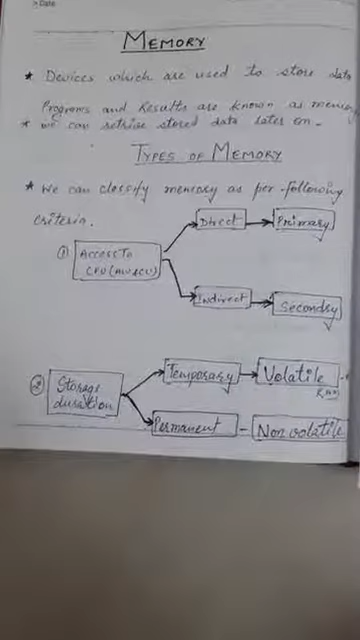 Date
MEMORY
* Devices which are used to store data
Programs and Results are known as memory
* We can retrive stored data later on.
TYPES OF MEMORY
* We can classify memory as per following
criteria.
① Access To
CPU (ALU&CU)
Direct
Primary
Indirect
Secondry
② Storage
duration
Temporary
Volatile
Permanent
Non volatile